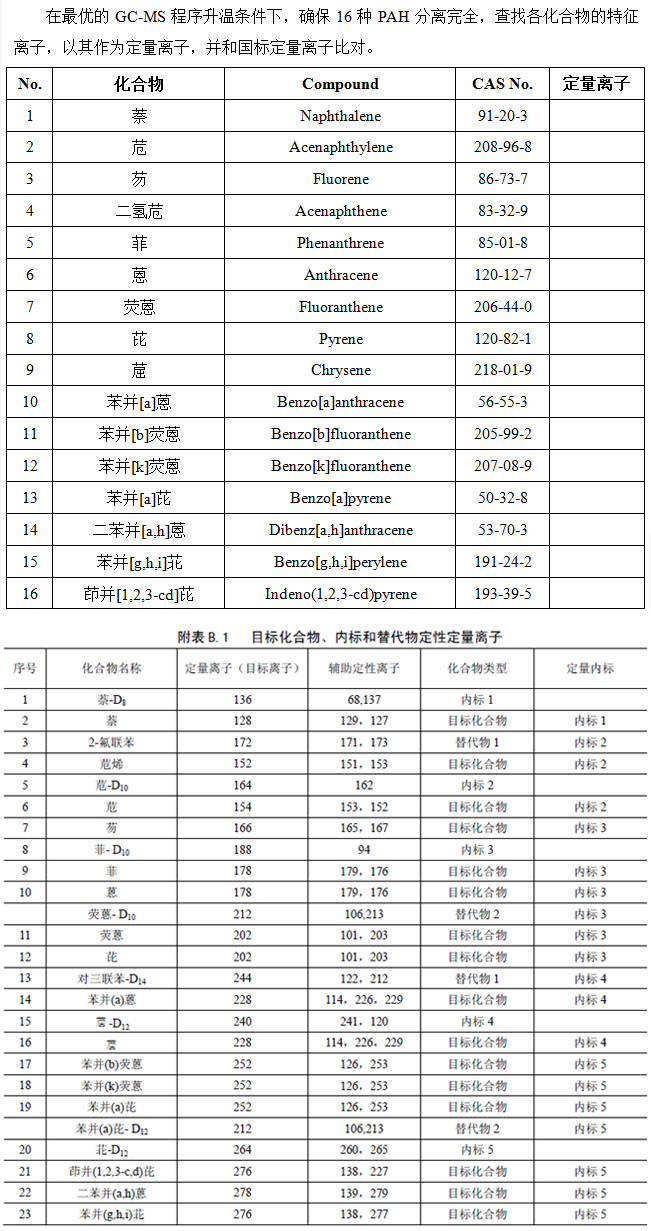 在最优的 GC-MS 程序升温条件下，确保 16 种 PAH 分离完全，查找各化合物的特征
离子，以其作为定量离子，并和国标定量离子比对。
No. 化合物 Compound CAS No. 定量离子
1 萘 Naphthalene 91-20-3
2 苊 Acenaphthylene 208-96-8
3 芴 Fluorene 86-73-7
4 二氢苊 Acenaphthene 83-32-9
5 菲 Phenanthrene 85-01-8
6 蒽 Anthracene 120-12-7
7 荧蒽 Fluoranthene 206-44-0
8 芘 Pyrene 120-82-1
9 䓛 Chrysene 218-01-9
10 苯并[a]蒽 Benzo[a]anthracene 56-55-3
11 苯并[b]荧蒽 Benzo[b]fluoranthene 205-99-2
12 苯并[k]荧蒽 Benzo[k]fluoranthene 207-08-9
13 苯并[a]芘 Benzo[a]pyrene 50-32-8
14 二苯并[a,h]蒽 Dibenz[a,h]anthracene 53-70-3
15 苯并[g,h,i]苝 Benzo[g,h,i]perylene 191-24-2
16 茚并[1,2,3-cd]芘 Indeno(1,2,3-cd)pyrene 193-39-5
附表 B.1 目标化合物、内标和替代物定性定量离子
序号 化合物名称 定量离子（目标离子） 辅助定性离子 化合物类型 定量内标
1 萘-D8 136 68,137 内标 1
2 萘 128 129，127 目标化合物 内标 1
3 2-氟联苯 172 171，173 替代物 1 内标 2
4 苊烯 152 151，153 目标化合物 内标 2
5 苊-D10 164 162 内标 2
6 苊 154 153，152 目标化合物 内标 2
7 芴 166 165，167 目标化合物 内标 3
8 菲- D10 188 94 内标 3
9 菲 178 179，176 目标化合物 内标 3
10 蒽 178 179，176 目标化合物 内标 3
荧蒽- D10 212 106,213 替代物 2 内标 3
11 荧蒽 202 101，203 目标化合物 内标 3
12 芘 202 101，203 目标化合物 内标 3
13 对三联苯-D14 244 122，212 替代物 1 内标 4
14 苯并(a)蒽 228 114，226，229 目标化合物 内标 4
15 -D12 240 241，120 内标 4
16 228 114，226，229 目标化合物 内标 4
17 苯并(b)荧蒽 252 126，253 目标化合物 内标 5
18 苯并(k)荧蒽 252 126，253 目标化合物 内标 5
19 苯并(a)芘 252 126，253 目标化合物 内标 5
苯并(a)芘- D12 212 106,213 替代物 2 内标 5
20 苝-D12 264 260，265 内标 5
21 茚并(1,2,3-c,d)芘 276 138，227 目标化合物 内标 5
22 二苯并(a,h)蒽 278 139，279 目标化合物 内标 5
23 苯并(g,h,i)苝 276 138，277 目标化合物 内标 5